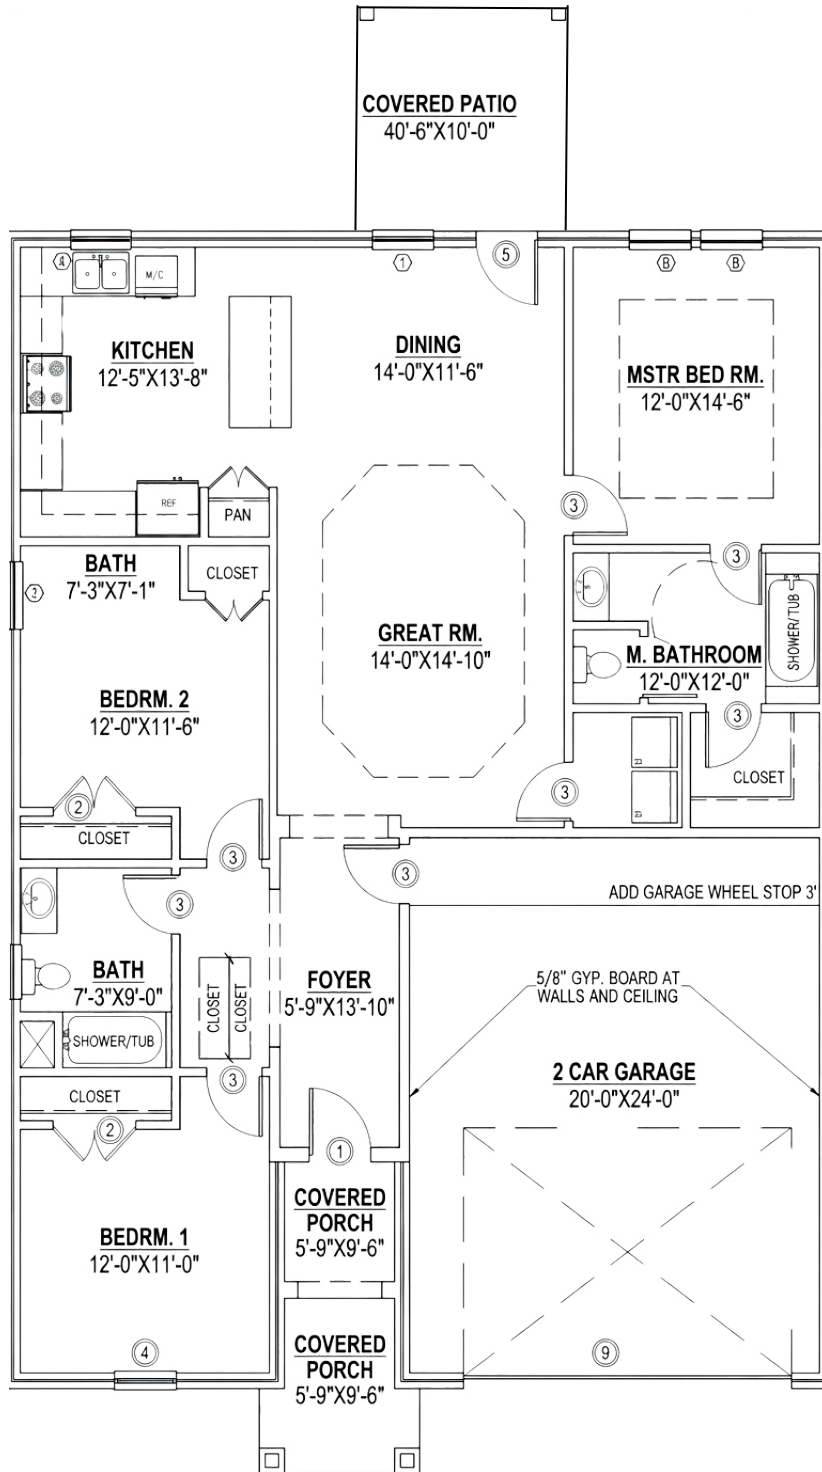 COVERED PATIO
40'-6"X10'-0"
A
1
5
B
B
M/C
KITCHEN
12'-5"X13'-8"
DINING
14'-0"X11'-6"
MSTR BED RM.
12'-0"X14'-6"
REF
PAN
3
BATH
7'-3"X7'-1"
2
CLOSET
3
SHOWER/TUB
GREAT RM.
14'-0"X14'-10"
M. BATHROOM
12'-0"X12'-0"
BEDRM. 2
12'-0"X11'-6"
3
CLOSET
3
2
CLOSET
3
3
3
ADD GARAGE WHEEL STOP 3'
BATH
7'-3"X9'-0"
CLOSET
CLOSET
FOYER
5'-9"X13'-10"
5/8" GYP. BOARD AT
WALLS AND CEILING
SHOWER/TUB
3
2 CAR GARAGE
20'-0"X24'-0"
CLOSET
2
1
COVERED
PORCH
5'-9"X9'-6"
BEDRM. 1
12'-0"X11'-0"
4
COVERED
PORCH
5'-9"X9'-6"
9